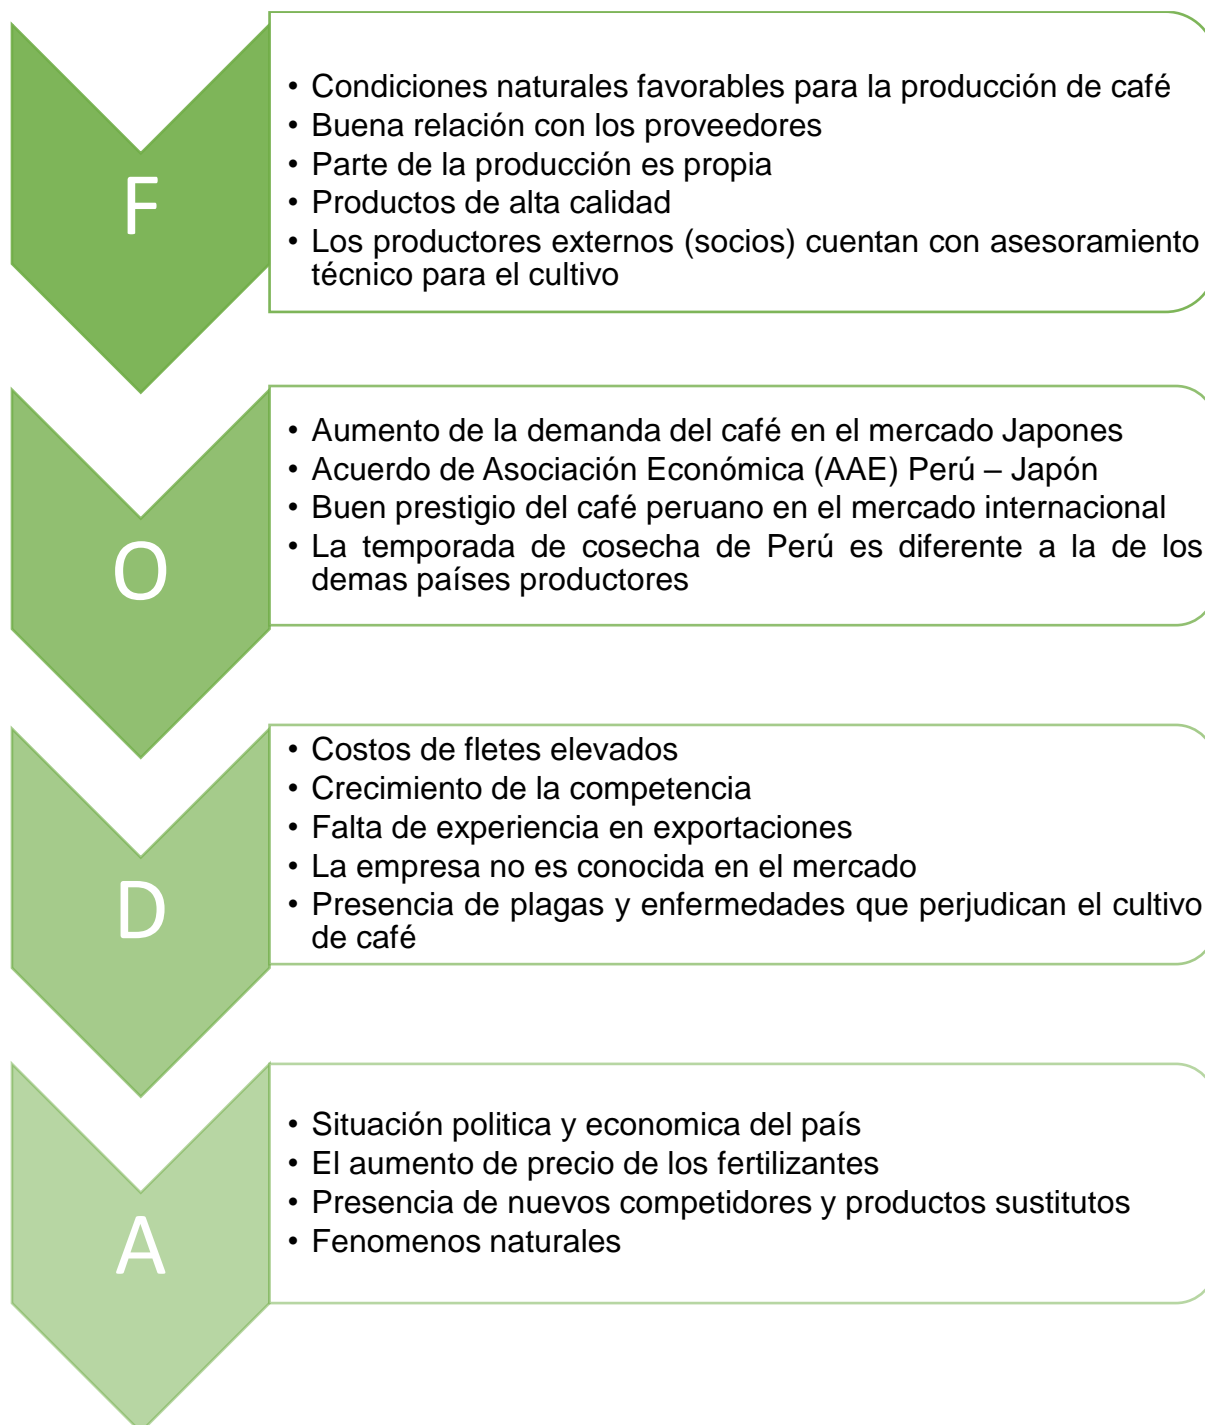 F
• Condiciones naturales favorables para la producción de café
• Buena relación con los proveedores
• Parte de la producción es propia
• Productos de alta calidad
• Los productores externos (socios) cuentan con asesoramiento
técnico para el cultivo
O
• Aumento de la demanda del café en el mercado Japones
• Acuerdo de Asociación Económica (AAE) Perú – Japón
• Buen prestigio del café peruano en el mercado internacional
• La temporada de cosecha de Perú es diferente a la de los
demas países productores
D
• Costos de fletes elevados
• Crecimiento de la competencia
• Falta de experiencia en exportaciones
• La empresa no es conocida en el mercado
• Presencia de plagas y enfermedades que perjudican el cultivo
de café
A
• Situación politica y economica del país
• El aumento de precio de los fertilizantes
• Presencia de nuevos competidores y productos sustitutos
• Fenomenos naturales